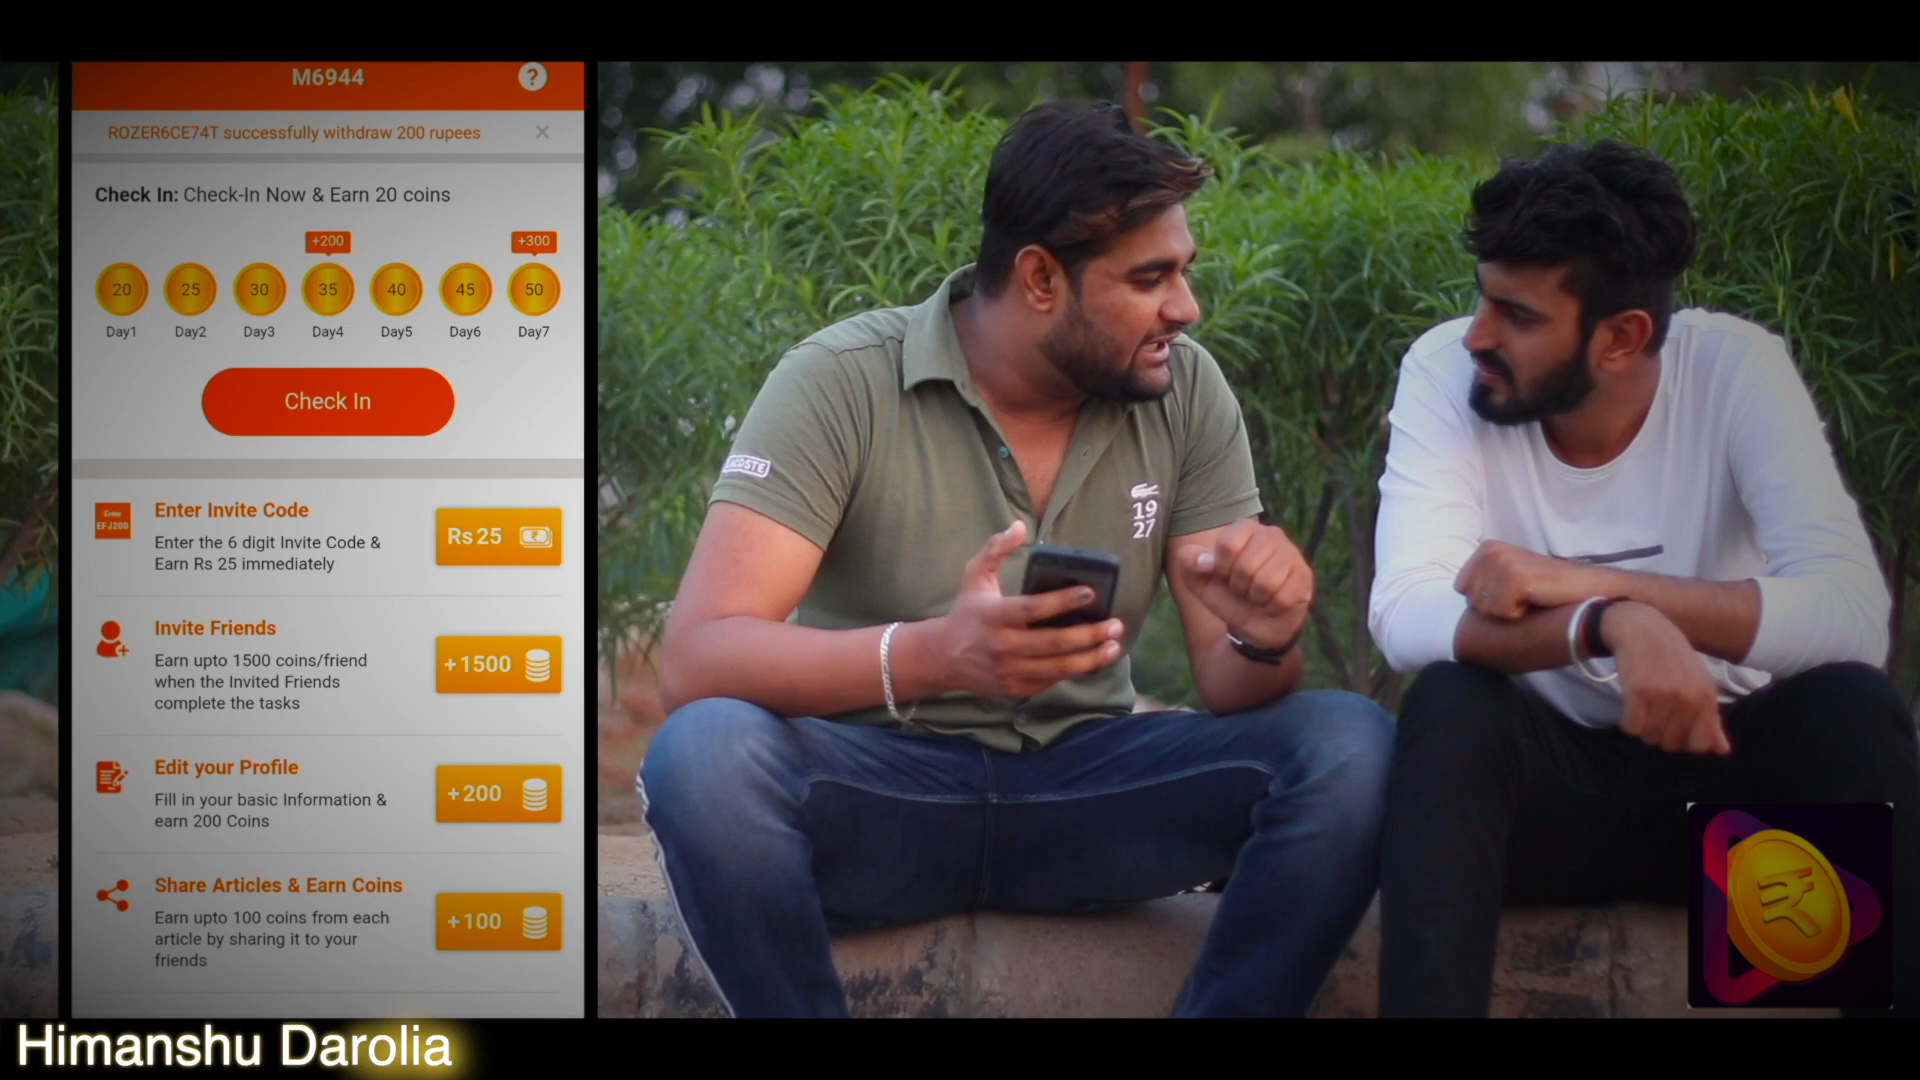 M6944
?
ROZER6CE74T successfully withdraw 200 rupees
Check In: Check-In Now & Earn 20 coins
+200
+300
20
25
30
35
40
45
50
Day1
Day2
Day3
Day4
Day5
Day6
Day7
Check In
Enter
EFJ200
Enter Invite Code
Enter the 6 digit Invite Code &
Earn Rs 25 immediately
Rs 25
Invite Friends
Earn upto 1500 coins/friend
when the Invited Friends
complete the tasks
+1500
Edit your Profile
Fill in your basic Information &
earn 200 Coins
+200
Share Articles & Earn Coins
Earn upto 100 coins from each
article by sharing it to your
friends
+100
LACOSTE
19
27
₹
Himanshu Darolia